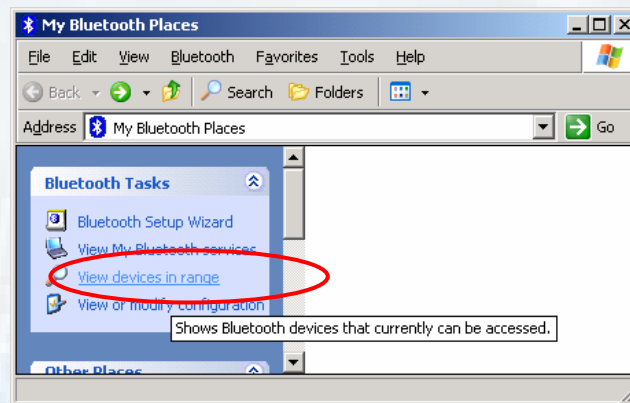 My Bluetooth Places
File Edit View Bluetooth Favorites Tools Help
Back Search Folders
Address My Bluetooth Places Go
Bluetooth Tasks
Bluetooth Setup Wizard
View My Bluetooth services
View devices in range
View or modify configuration
Shows Bluetooth devices that currently can be accessed.
Other Places